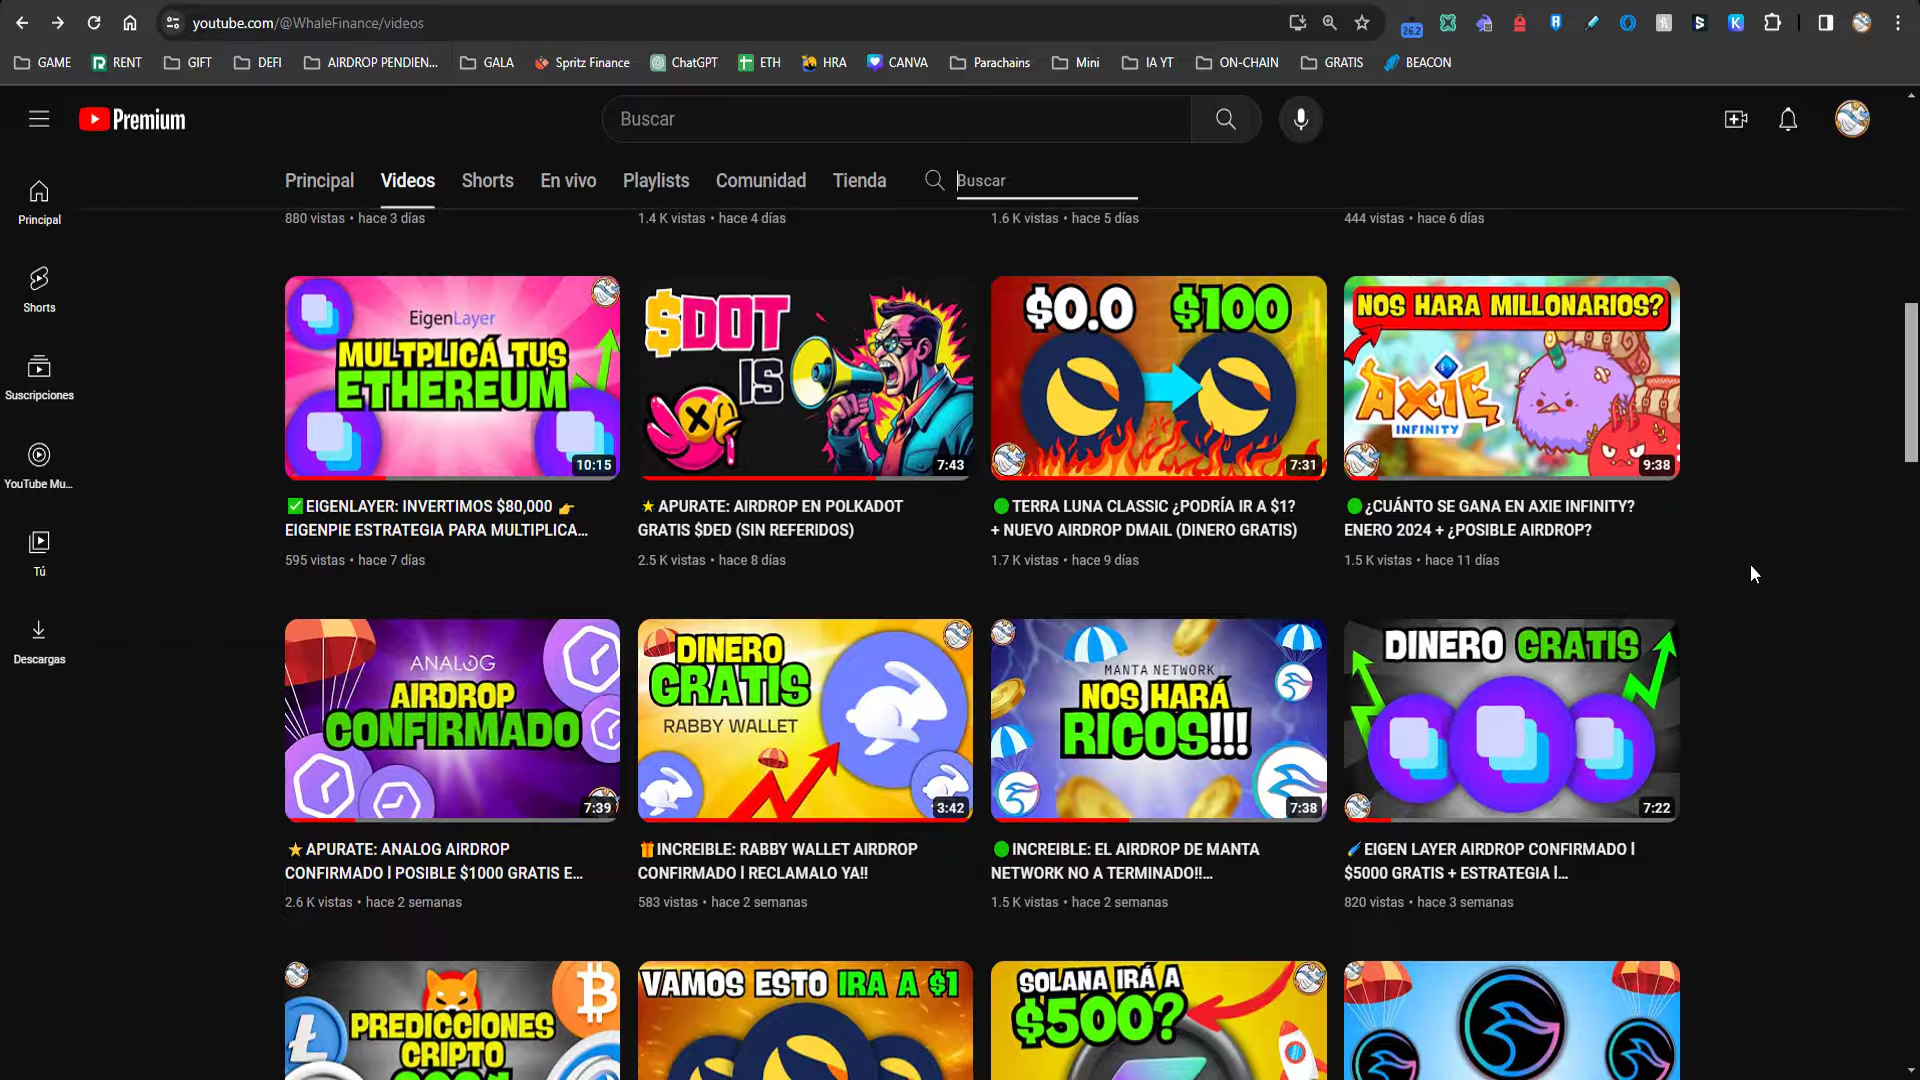 youtube.com/@WhaleFinance/videos
26.2
GAME
RENT
GIFT
DEFI
AIRDROP PENDIEN...
GALA
Spritz Finance
ChatGPT
ETH
HRA
CANVA
Parachains
Mini
IA YT
ON-CHAIN
GRATIS
BEACON
Premium
Buscar
Principal
Videos
Shorts
En vivo
Playlists
Comunidad
Tienda
Buscar
Principal
Shorts
Suscripciones
YouTube Mu...
Tú
Descargas
880 vistas • hace 3 días
1.4 K vistas • hace 4 días
1.6 K vistas • hace 5 días
444 vistas • hace 6 días
EigenLayer
MULTPLICÁ TUS
ETHEREUM
10:15
$DOT
IS
7:43
$0.0 $100
7:31
NOS HARA MILLONARIOS?
AXIE
INFINITY
9:38
✅EIGENLAYER: INVERTIMOS $80,000 👉
EIGENPIE ESTRATEGIA PARA MULTIPLICA...
595 vistas • hace 7 días
⭐APURATE: AIRDROP EN POLKADOT
GRATIS $DED (SIN REFERIDOS)
2.5 K vistas • hace 8 días
🟢TERRA LUNA CLASSIC ¿PODRÍA IR A $1?
+ NUEVO AIRDROP DMAIL (DINERO GRATIS)
1.7 K vistas • hace 9 días
🟢¿CUÁNTO SE GANA EN AXIE INFINITY?
ENERO 2024 + ¿POSIBLE AIRDROP?
1.5 K vistas • hace 11 días
ANALOG
AIRDROP
CONFIRMADO
7:39
DINERO
GRATIS
RABBY WALLET
3:42
MANTA NETWORK
NOS HARÁ
RICOS!!!
7:38
DINERO GRATIS
7:22
⭐APURATE: ANALOG AIRDROP
CONFIRMADO l POSIBLE $1000 GRATIS E...
2.6 K vistas • hace 2 semanas
🎁INCREIBLE: RABBY WALLET AIRDROP
CONFIRMADO l RECLAMALO YA!!
583 vistas • hace 2 semanas
🟢INCREIBLE: EL AIRDROP DE MANTA
NETWORK NO A TERMINADO!!...
1.5 K vistas • hace 2 semanas
EIGEN LAYER AIRDROP CONFIRMADO l
$5000 GRATIS + ESTRATEGIA l...
820 vistas • hace 3 semanas
PREDICCIONES
CRIPTO
VAMOS ESTO IRA A $1
SOLANA IRÁ A
$500?